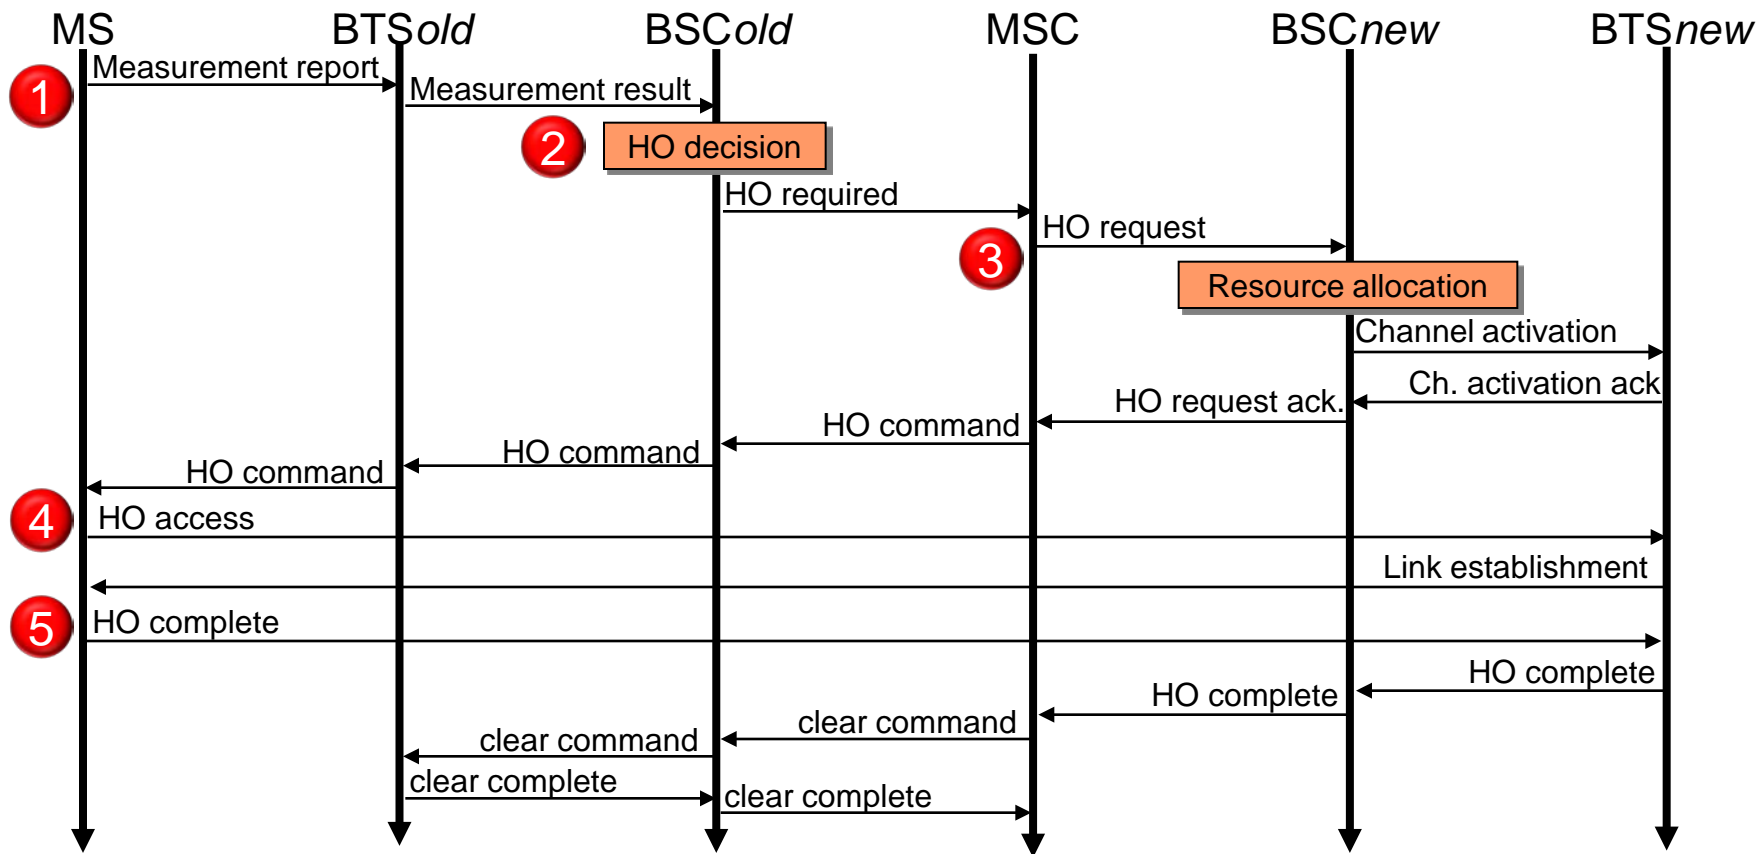 MS
BTSold
BSCold
MSC
BSCnew
BTSnew
Measurement report
1
Measurement result
2
HO decision
HO required
HO request
3
Resource allocation
Channel activation
Ch. activation ack
HO request ack.
HO command
HO command
HO command
4
HO access
Link establishment
5
HO complete
HO complete
HO complete
clear command
clear command
clear complete
clear complete